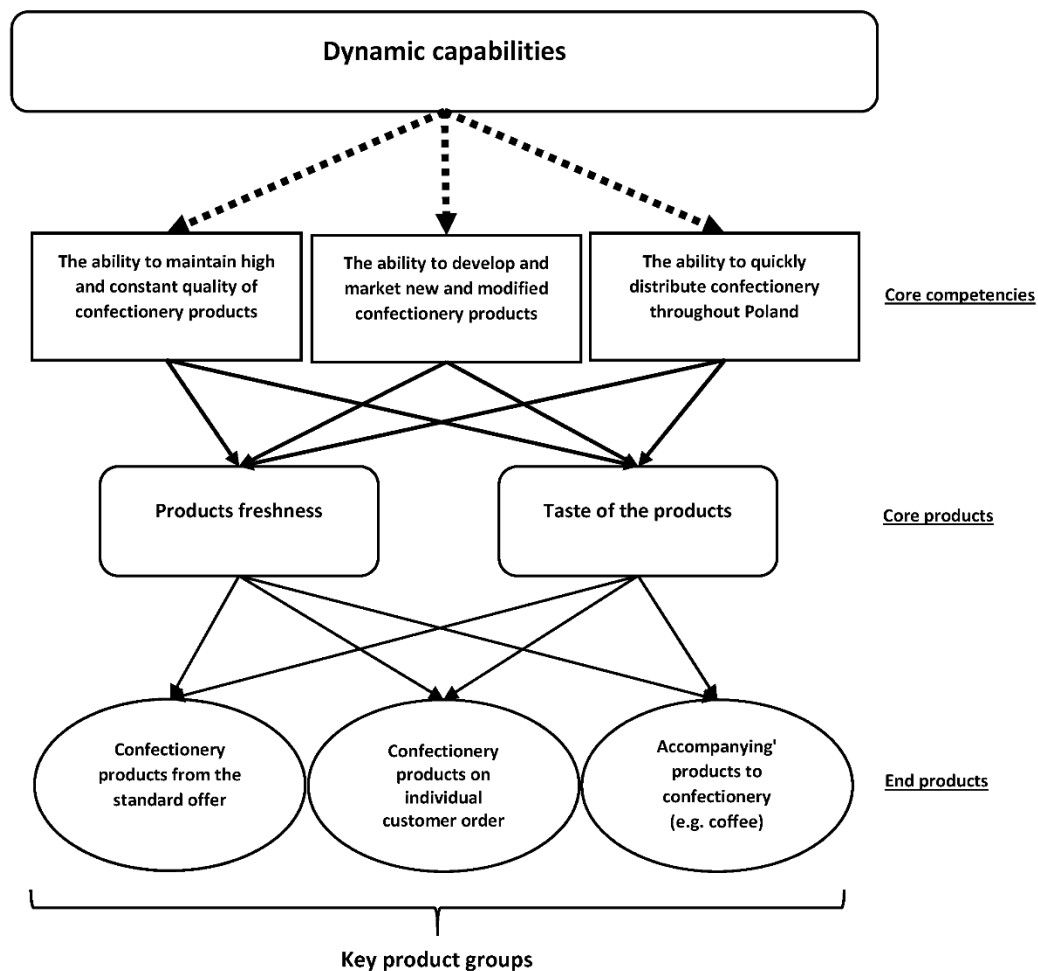 Dynamic capabilities
The ability to maintain high
and constant quality of
confectionery products
The ability to develop and
market new and modified
confectionery products
The ability to quickly
distribute confectionery
throughout Poland
Core competencies
Products freshness
Taste of the products
Core products
Confectionery
products from the
standard offer
Confectionery
products on
individual
customer order
Accompanying'
products to
confectionery
(e.g. coffee)
End products
Key product groups